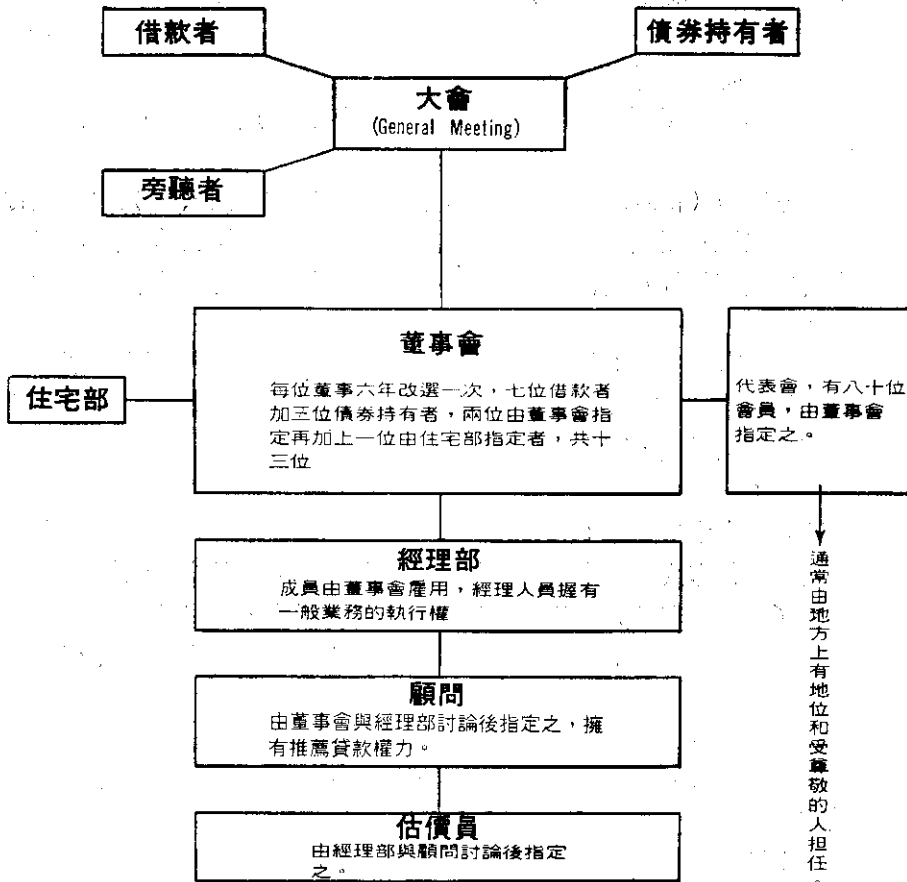 借款者
債券持有者
大會
(General Meeting)
旁聽者
董事會
每位董事六年改選一次，七位借款者
加三位債券持有者，兩位由董事會指
定再加上一位由住宅部指定者，共十
三位
住宅部
代表會，有八十位
會員，由董事會
指定之。
經理部
成員由董事會雇用，經理人員握有
一般業務的執行權
顧問
由董事會與經理部討論後指定之，擁
有推薦貸款權力。
估價員
由經理部與顧問討論後指定
之。
通常由地方上有地位和受尊敬的人担任。